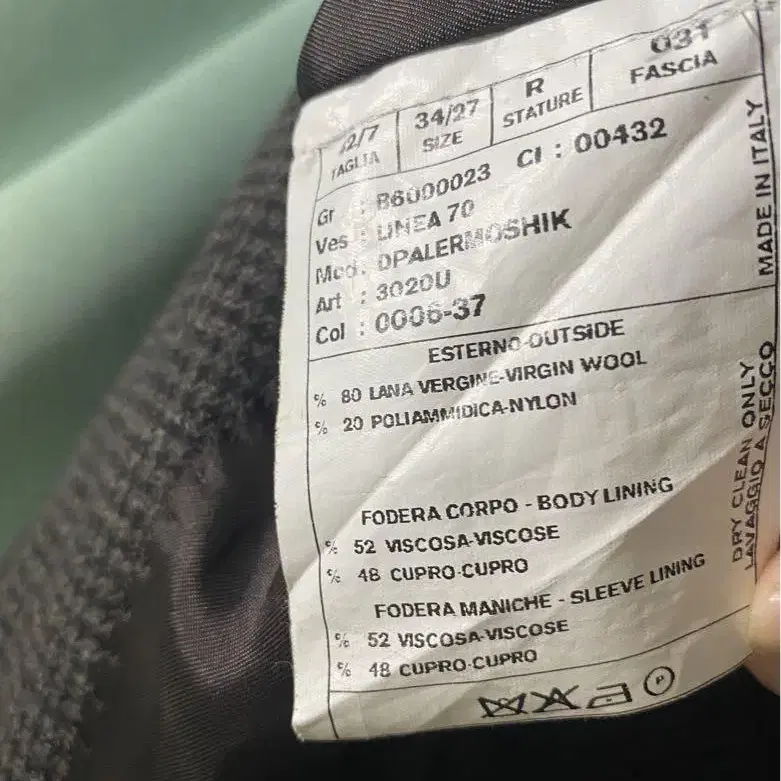 34/27 R 031
TAGLIA SIZE STATURE FASCIA
Gr : B6000023 CI : 00432
Ves : LINEA 70
Mod. DPALERMOSHIK
Art : 3020U
Col : 0006-37
ESTERNO-OUTSIDE
% 80 LANA VERGINE-VIRGIN WOOL
% 20 POLIAMMIDICA-NYLON
FODERA CORPO - BODY LINING
% 52 VISCOSA-VISCOSE
% 48 CUPRO-CUPRO
FODERA MANICHE - SLEEVE LINING
% 52 VISCOSA-VISCOSE
% 48 CUPRO-CUPRO
P
MADE IN ITALY
DRY CLEAN ONLY
LAVAGGIO A SECCO